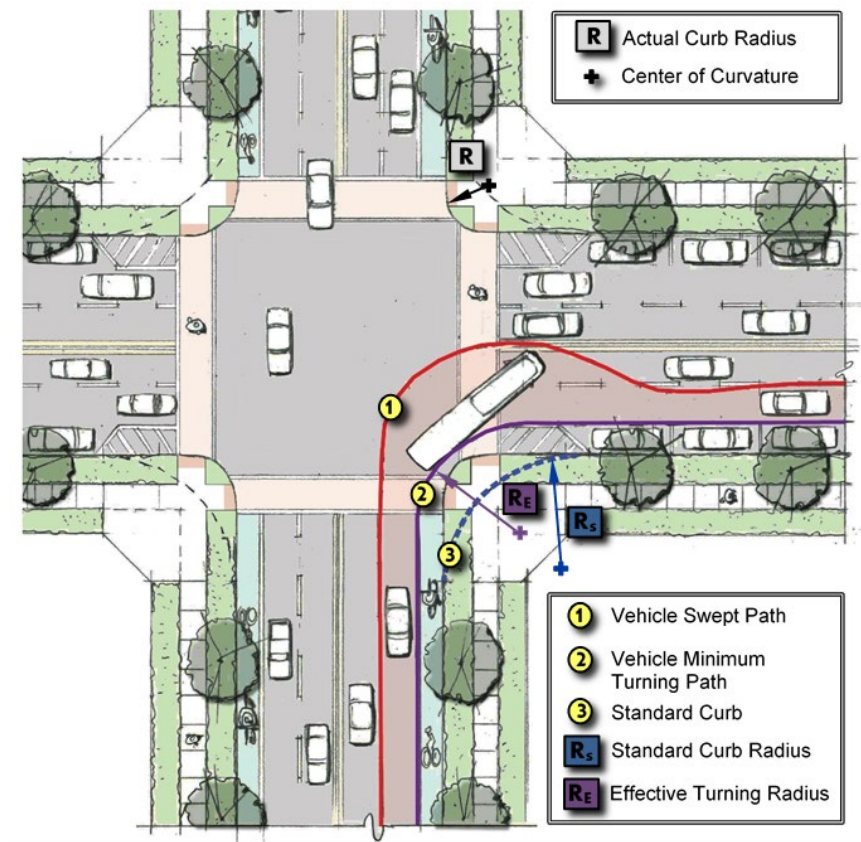 R Actual Curb Radius
Center of Curvature
R
1
2
RE
Rs
3
1 Vehicle Swept Path
2 Vehicle Minimum
Turning Path
3 Standard Curb
Rs Standard Curb Radius
RE Effective Turning Radius